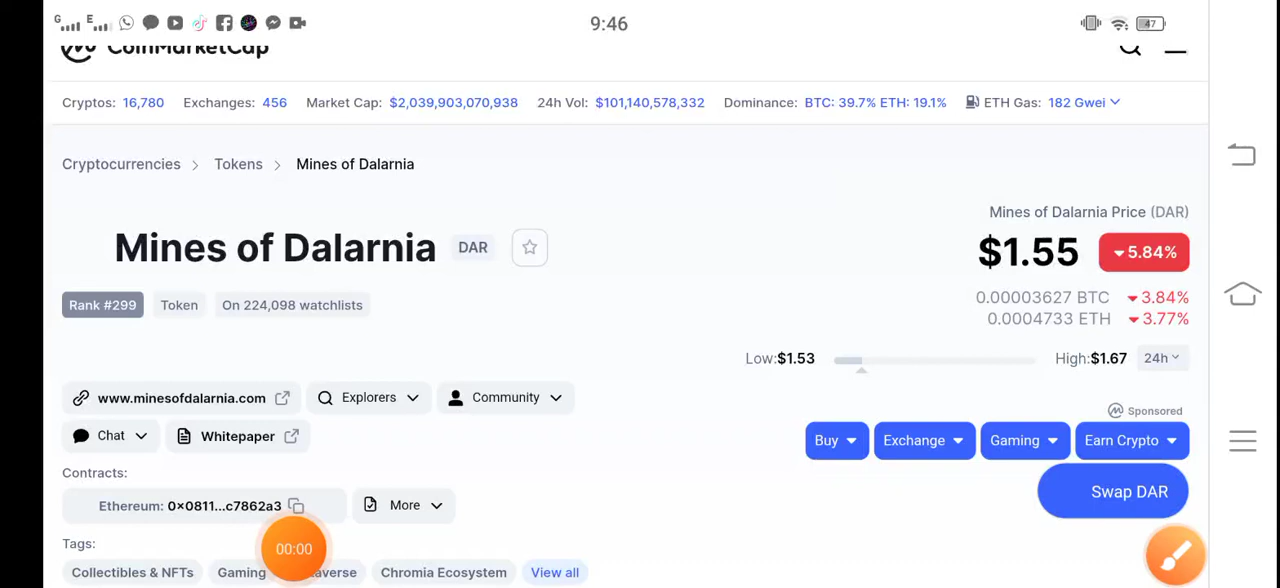 G E 9:46 47
CoinMarketCap
Cryptos: 16,780 Exchanges: 456 Market Cap: $2,039,903,070,938 24h Vol: $101,140,578,332 Dominance: BTC: 39.7% ETH: 19.1% ETH Gas: 182 Gwei
Cryptocurrencies > Tokens > Mines of Dalarnia
Mines of Dalarnia Price (DAR)
Mines of Dalarnia DAR $1.55 5.84%
0.00003627 BTC 3.84%
Rank #299 Token On 224,098 watchlists
0.0004733 ETH 3.77%
Low:$1.53 High:$1.67 24h
www.minesofdalarnia.com Explorers Community
Sponsored
Chat Whitepaper Buy Exchange Gaming Earn Crypto
Contracts:
Swap DAR
Ethereum: 0x0811...c7862a3 More
Tags:
00:00
Collectibles & NFTs Gaming averse Chromia Ecosystem View all